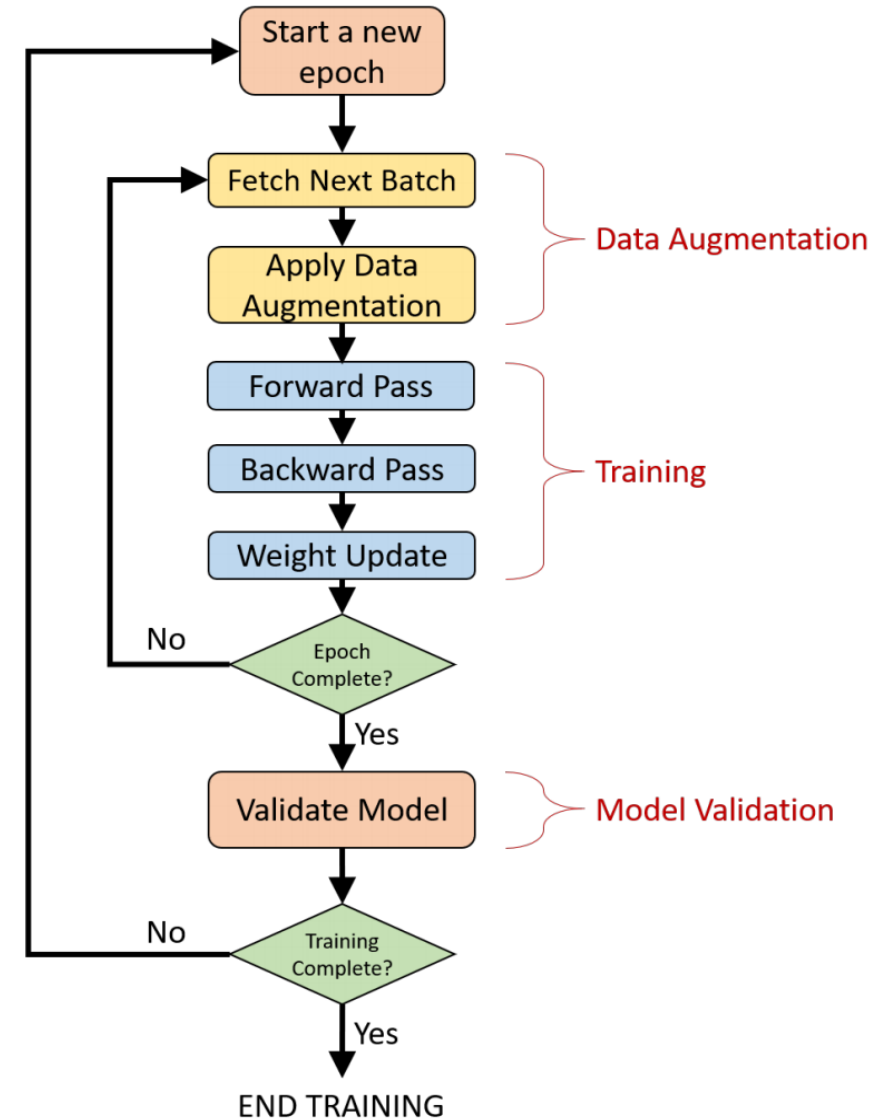 Start a new
epoch
Fetch Next Batch
Data Augmentation
Apply Data
Augmentation
Forward Pass
Backward Pass
Training
Weight Update
No
Epoch
Complete?
Yes
Validate Model
Model Validation
No
Training
Complete?
Yes
END TRAINING